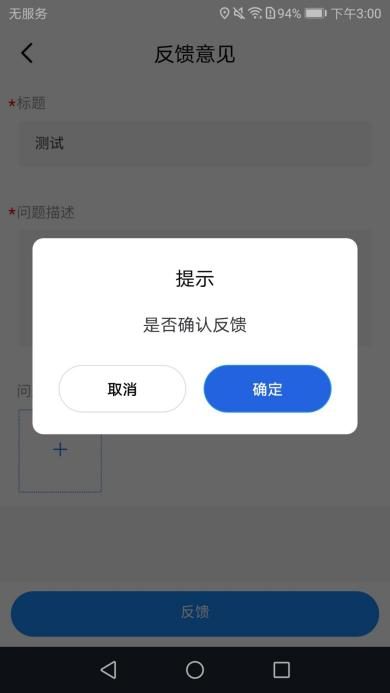 无服务 94% 下午3:00
反馈意见
*标题
测试
*问题描述
提示
是否确认反馈
取消 确定
问
反馈